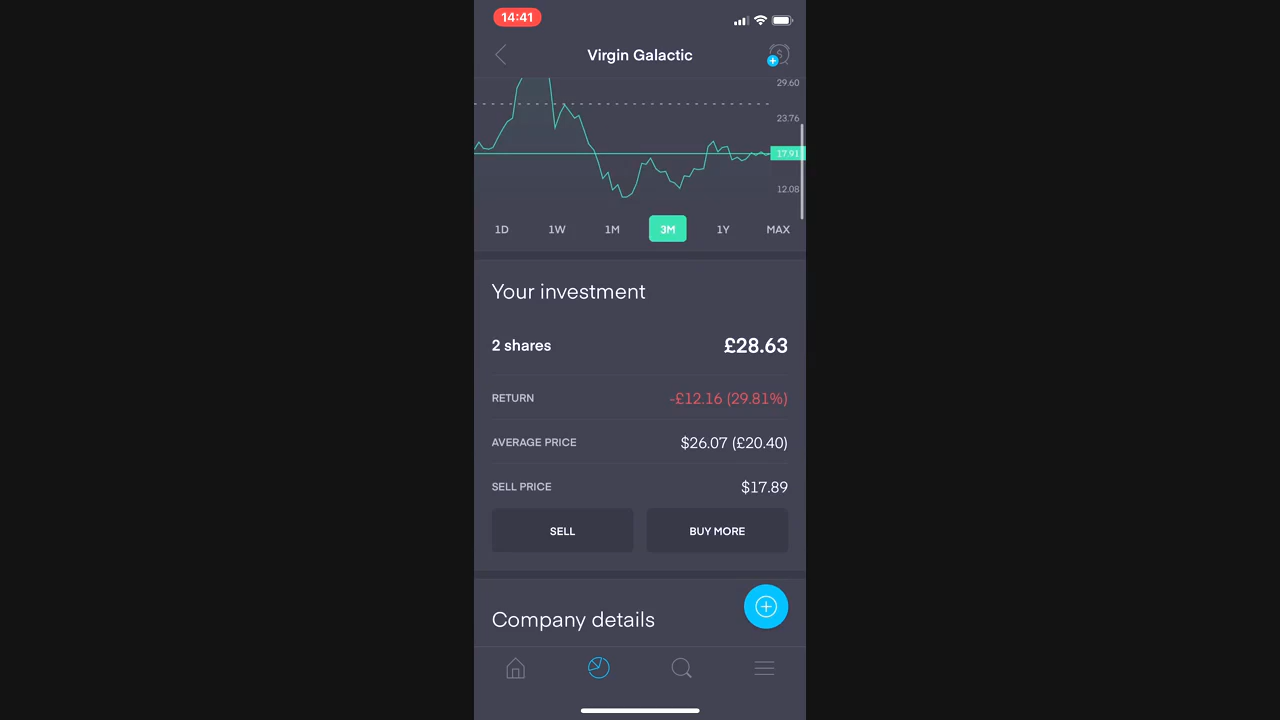 14:41
Virgin Galactic
29.60
23.76
17.91
12.08
1D 1W 1M 3M 1Y MAX
Your investment
2 shares £28.63
RETURN -£12.16 (29.81%)
AVERAGE PRICE $26.07 (£20.40)
SELL PRICE $17.89
SELL BUY MORE
Company details